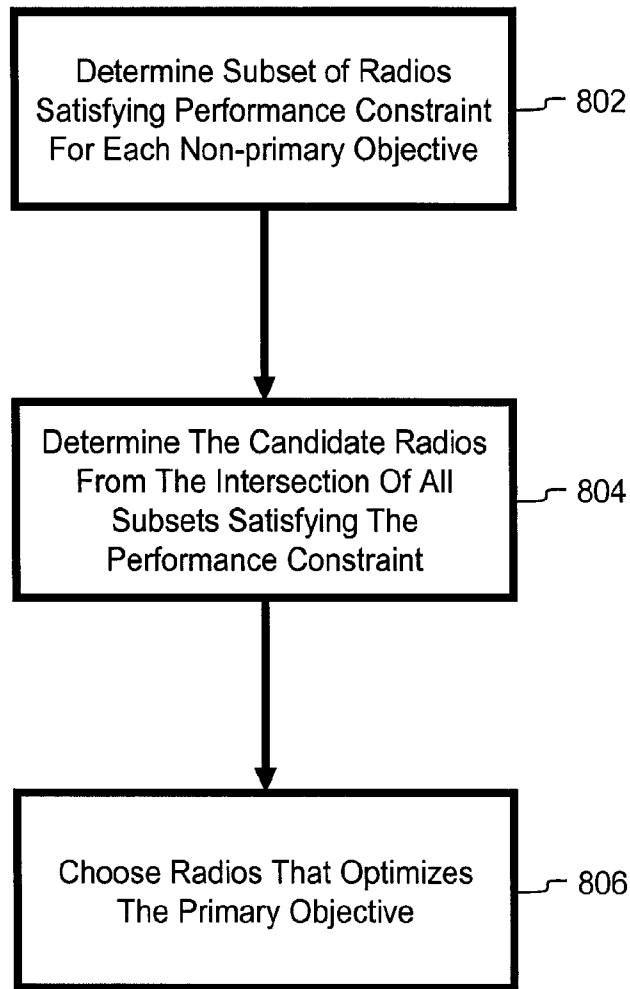 Determine Subset of Radios
Satisfying Performance Constraint
For Each Non-primary Objective
802
Determine The Candidate Radios
From The Intersection Of All
Subsets Satisfying The
Performance Constraint
804
Choose Radios That Optimizes
The Primary Objective
806